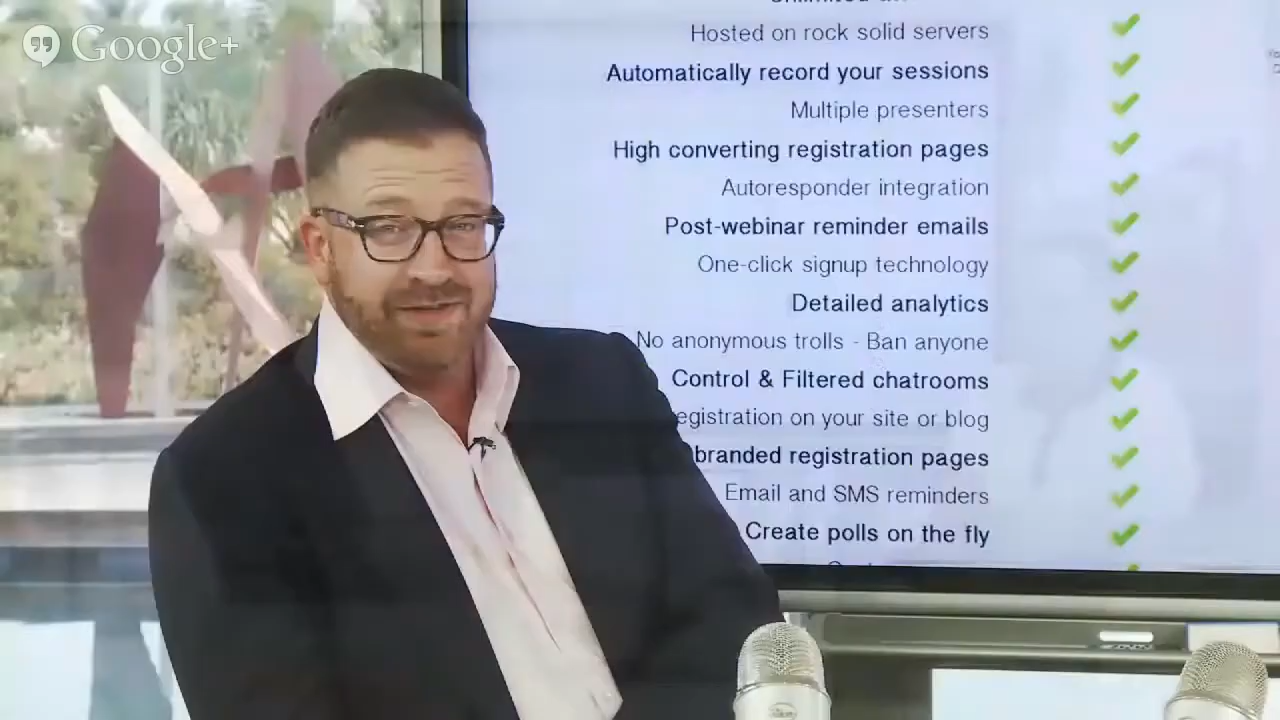 Google+
Hosted on rock solid servers
Automatically record your sessions
Multiple presenters
High converting registration pages
Autoresponder integration
Post-webinar reminder emails
One-click signup technology
Detailed analytics
No anonymous trolls - Ban anyone
Control & Filtered chatrooms
egistration on your site or blog
branded registration pages
Email and SMS reminders
Create polls on the fly